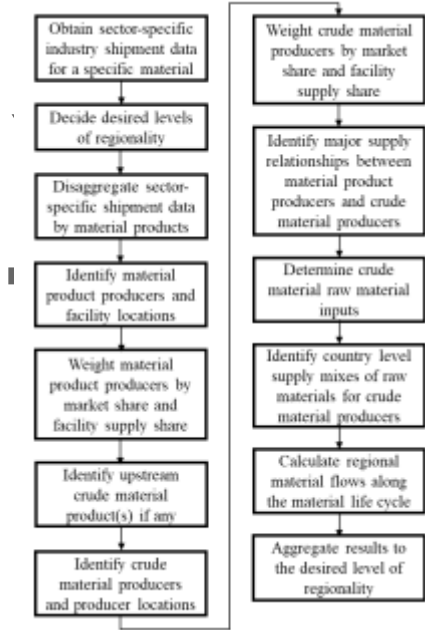 Obtain sector-specific
industry shipment data
for a specific material
Decide desired levels
of regionality
Disaggregate sector-
specific shipment data
by material products
Identify material
product producers and
facility locations
Weight material
product producers by
market share and
facility supply share
Identify upstream
crude material
product(s) if any
Identify crude
material producers
and producer locations
Weight crude material
producers by market
share and facility
supply share
Identify major supply
relationships between
material product
producers and crude
material producers
Determine crude
material raw material
inputs
Identify country level
supply mixes of raw
materials for crude
material producers
Calculate regional
material flows along
the material life cycle
Aggregate results to
the desired level of
regionality